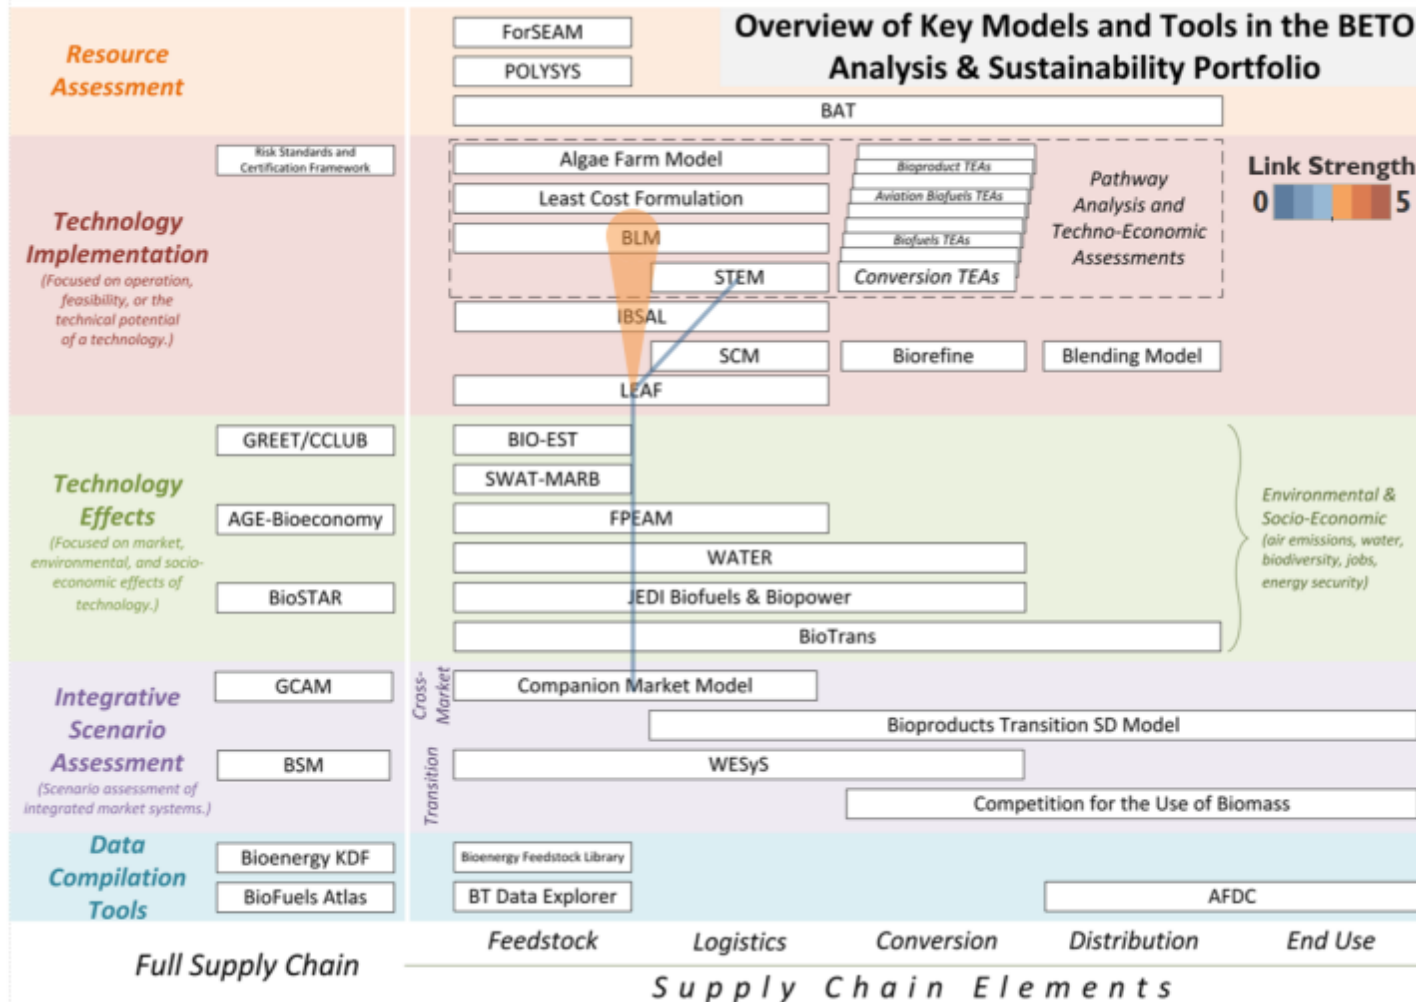 Overview of Key Models and Tools in the BETO
Analysis & Sustainability Portfolio
Resource
Assessment
ForSEAM
POLYSYS
BAT
Technology
Implementation
(Focused on operation,
feasibility, or the
technical potential
of a technology.)
Risk Standards and
Certification Framework
Algae Farm Model
Least Cost Formulation
BLM
STEM
IBSAL
SCM
LEAF
Bioproduct TEAs
Aviation Biofuels TEAs
Biofuels TEAs
Conversion TEAs
Biorefine
Pathway
Analysis and
Techno-Economic
Assessments
Blending Model
Link Strength
0 5
Technology
Effects
(Focused on market,
environmental, and socio-
economic effects of
technology.)
GREET/CCLUB
AGE-Bioeconomy
BioSTAR
BIO-EST
SWAT-MARB
FPEAM
WATER
JEDI Biofuels & Biopower
BioTrans
Environmental &
Socio-Economic
(air emissions, water,
biodiversity, jobs,
energy security)
Integrative
Scenario
Assessment
(Scenario assessment of
integrated market systems.)
GCAM
BSM
Cross-
Market
Transition
Companion Market Model
Bioproducts Transition SD Model
WESyS
Competition for the Use of Biomass
Data
Compilation
Tools
Bioenergy KDF
BioFuels Atlas
Bioenergy Feedstock Library
BT Data Explorer
AFDC
Full Supply Chain
Feedstock
Logistics
Conversion
Distribution
End Use
Supply Chain Elements